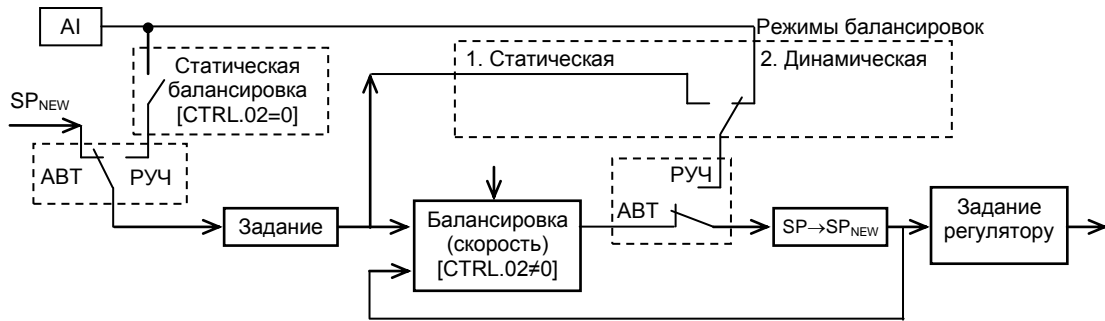 AI
Режимы балансировок
Статическая
балансировка
[CTRL.02=0]
1. Статическая
2. Динамическая
SPNEW
АВТ
РУЧ
РУЧ
АВТ
Задание
Балансировка
(скорость)
[CTRL.02≠0]
SP→SPNEW
Задание
регулятору